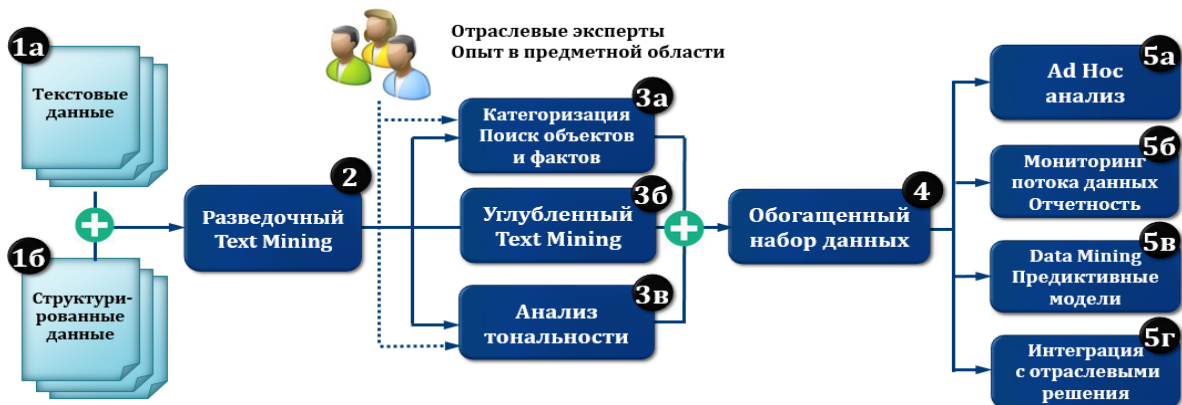 1а
Текстовые
данные
1б
Структури-
рованные
данные
2
Разведочный
Text Mining
Отраслевые эксперты
Опыт в предметной области
3а
Категоризация
Поиск объектов
и фактов
3б
Углубленный
Text Mining
3в
Анализ
тональности
4
Обогащенный
набор данных
5а
Ad Hoc
анализ
5б
Мониторинг
потока данных
Отчетность
5в
Data Mining
Предиктивные
модели
5г
Интеграция
с отраслевыми
решения